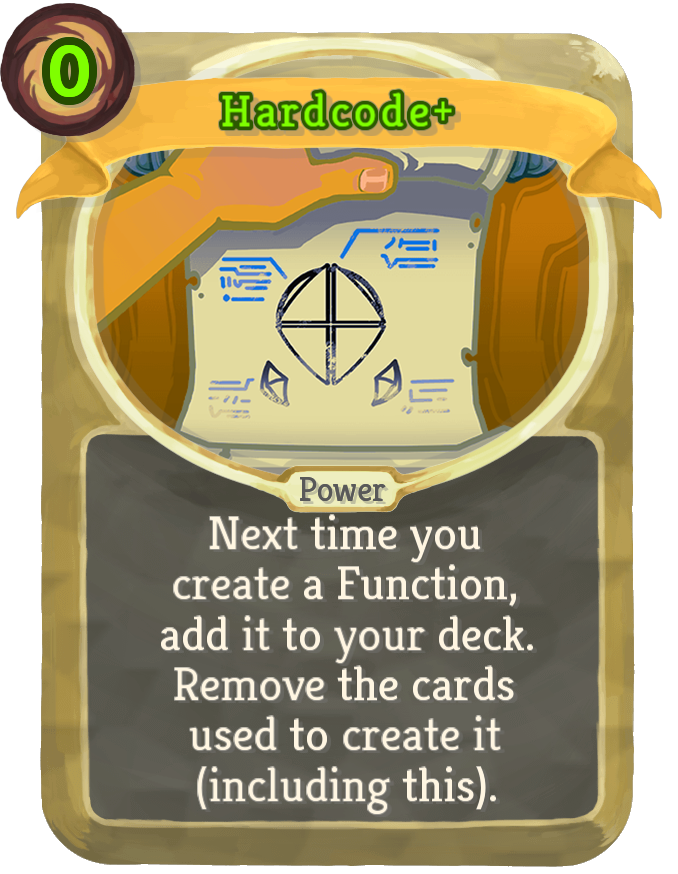 0
Hardcode+
Power
Next time you
create a Function,
add it to your deck.
Remove the cards
used to create it
(including this).